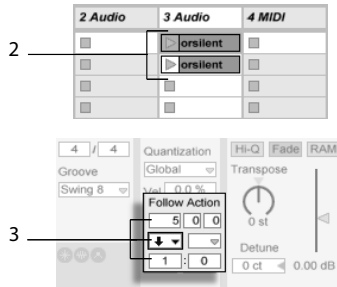 2 Audio 3 Audio 4 MIDI
2
orsilent
orsilent
4 / 4 Quantization Hi-Q Fade RAM
Groove Global Transpose
Swing 8 Vel 0.0 %
Follow Action
5 0 0 0 st
3
Detune
1 : 0 0 ct 0.00 dB